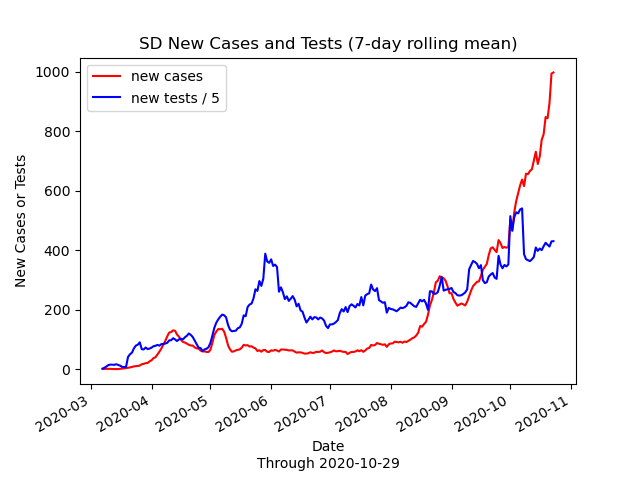 SD New Cases and Tests (7-day rolling mean)
new cases
new tests / 5
1000
800
600
400
200
0
New Cases or Tests
2020-03
2020-04
2020-05
2020-06
2020-07
2020-08
2020-09
2020-10
2020-11
Date
Through 2020-10-29